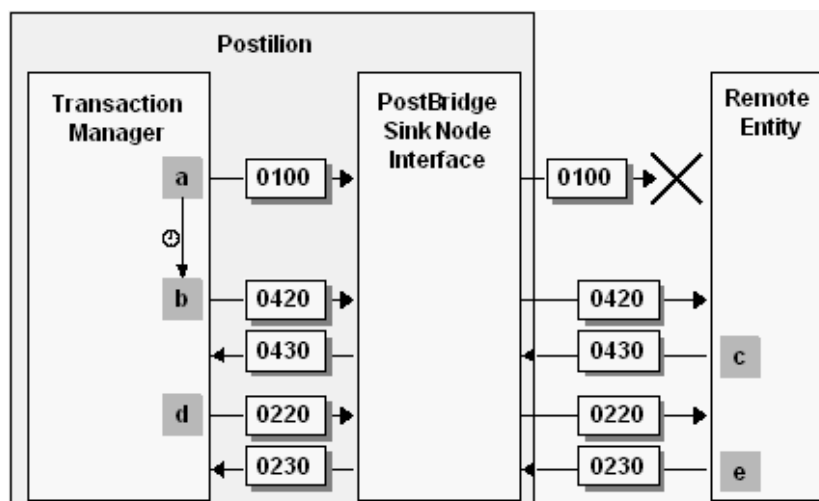 Postilion
Transaction
Manager
PostBridge
Sink Node
Interface
Remote
Entity
a
0100
0100
b
0420
0420
0430
0430
c
d
0220
0220
0230
0230
e